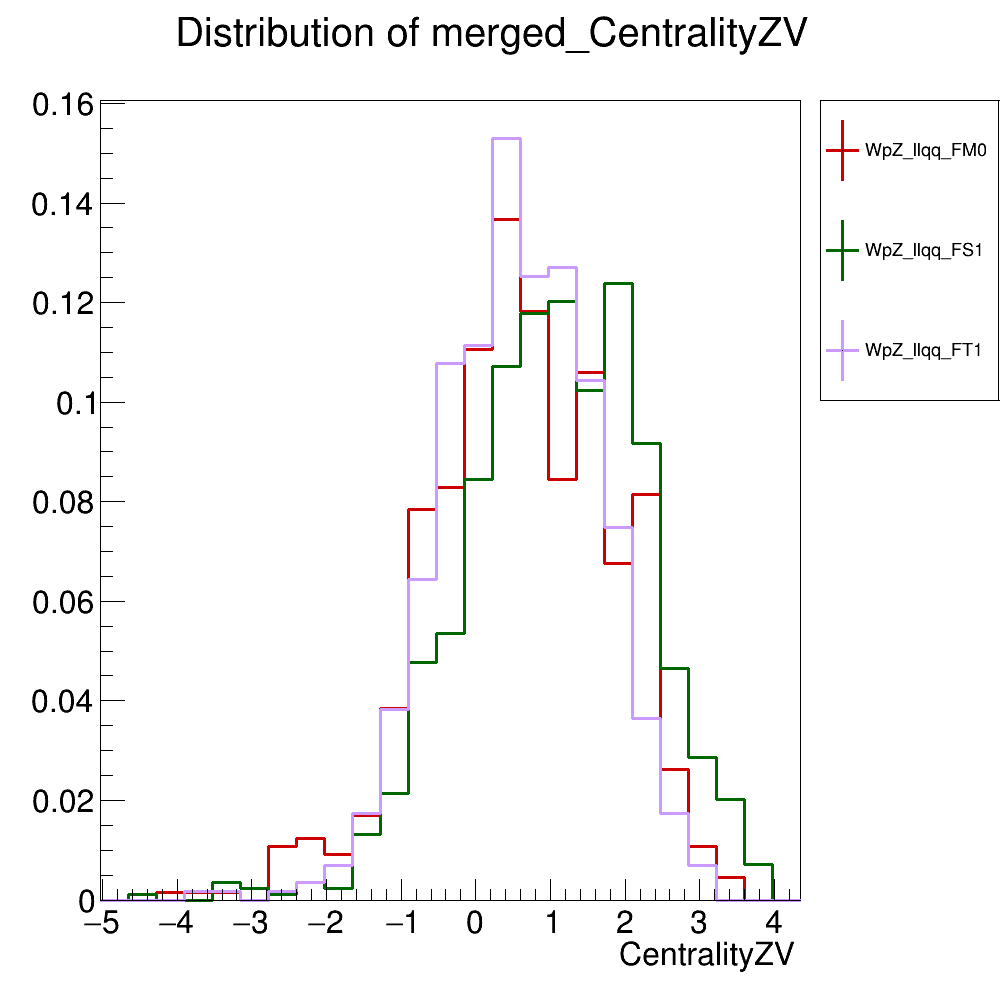 Distribution of merged_CentralityZV
0.16
0.14
0.12
0.1
0.08
0.06
0.04
0.02
0
−5 −4 −3 −2 −1 0 1 2 3 4
CentralityZV
WpZ_llqq_FM0
WpZ_llqq_FS1
WpZ_llqq_FT1